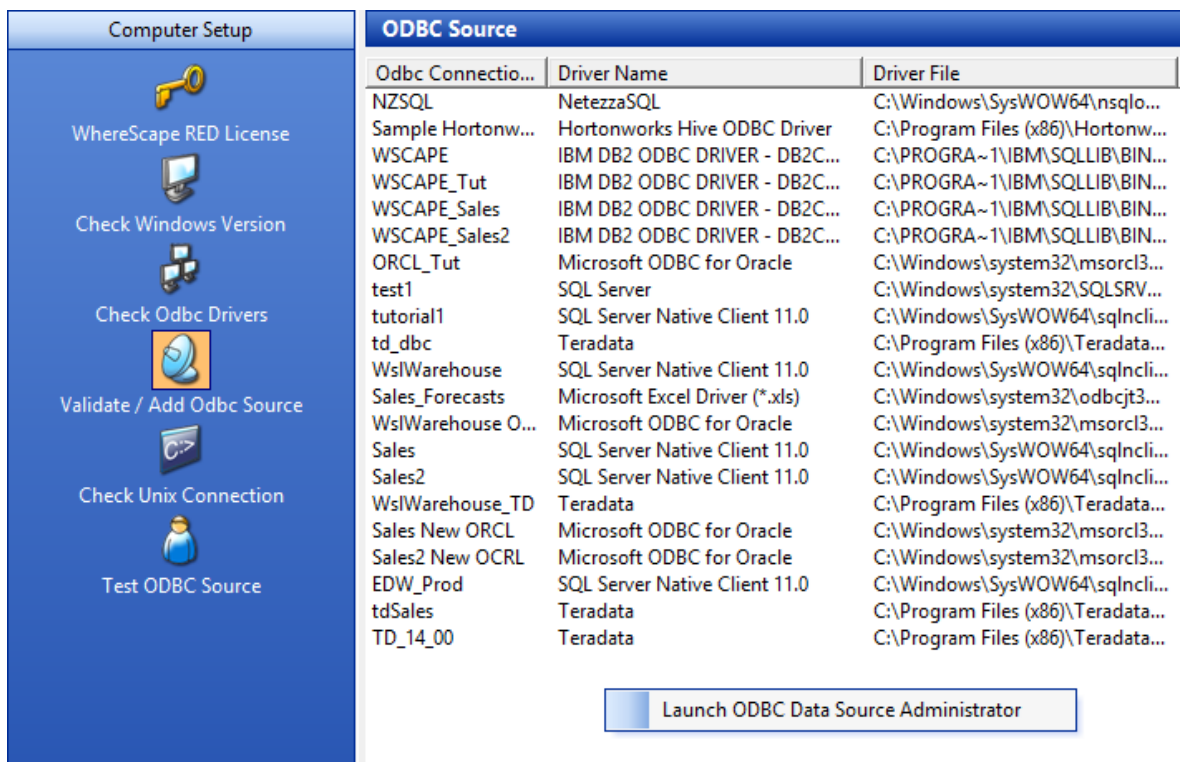 Computer Setup
WhereScape RED License
Check Windows Version
Check Odbc Drivers
Validate / Add Odbc Source
C:>
Check Unix Connection
Test ODBC Source
ODBC Source
Odbc Connectio... Driver Name Driver File
NZSQL NetezzaSQL C:\Windows\SysWOW64\nsqlo...
Sample Hortonw... Hortonworks Hive ODBC Driver C:\Program Files (x86)\Hortonw...
WSCAPE IBM DB2 ODBC DRIVER - DB2C... C:\PROGRA~1\IBM\SQLLIB\BIN...
WSCAPE_Tut IBM DB2 ODBC DRIVER - DB2C... C:\PROGRA~1\IBM\SQLLIB\BIN...
WSCAPE_Sales IBM DB2 ODBC DRIVER - DB2C... C:\PROGRA~1\IBM\SQLLIB\BIN...
WSCAPE_Sales2 IBM DB2 ODBC DRIVER - DB2C... C:\PROGRA~1\IBM\SQLLIB\BIN...
ORCL_Tut Microsoft ODBC for Oracle C:\Windows\system32\msorcl3...
test1 SQL Server C:\Windows\system32\SQLSRV...
tutorial1 SQL Server Native Client 11.0 C:\Windows\SysWOW64\sqlncli...
td_dbc Teradata C:\Program Files (x86)\Teradata...
WslWarehouse SQL Server Native Client 11.0 C:\Windows\SysWOW64\sqlncli...
Sales_Forecasts Microsoft Excel Driver (*.xls) C:\Windows\system32\odbcjt3...
WslWarehouse O... Microsoft ODBC for Oracle C:\Windows\system32\msorcl3...
Sales SQL Server Native Client 11.0 C:\Windows\SysWOW64\sqlncli...
Sales2 SQL Server Native Client 11.0 C:\Windows\SysWOW64\sqlncli...
WslWarehouse_TD Teradata C:\Program Files (x86)\Teradata...
Sales New ORCL Microsoft ODBC for Oracle C:\Windows\system32\msorcl3...
Sales2 New OCRL Microsoft ODBC for Oracle C:\Windows\system32\msorcl3...
EDW_Prod SQL Server Native Client 11.0 C:\Windows\SysWOW64\sqlncli...
tdSales Teradata C:\Program Files (x86)\Teradata...
TD_14_00 Teradata C:\Program Files (x86)\Teradata...
Launch ODBC Data Source Administrator